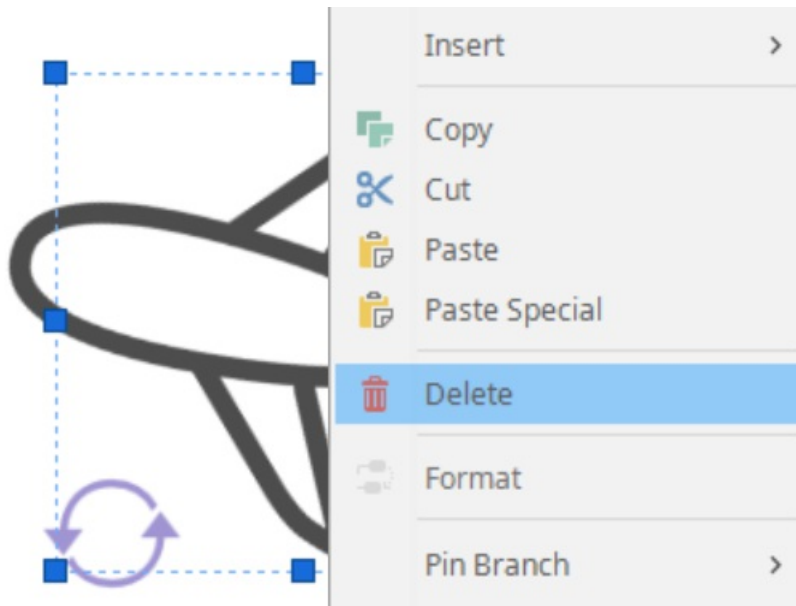 Insert
Copy
Cut
Paste
Paste Special
Delete
Format
Pin Branch